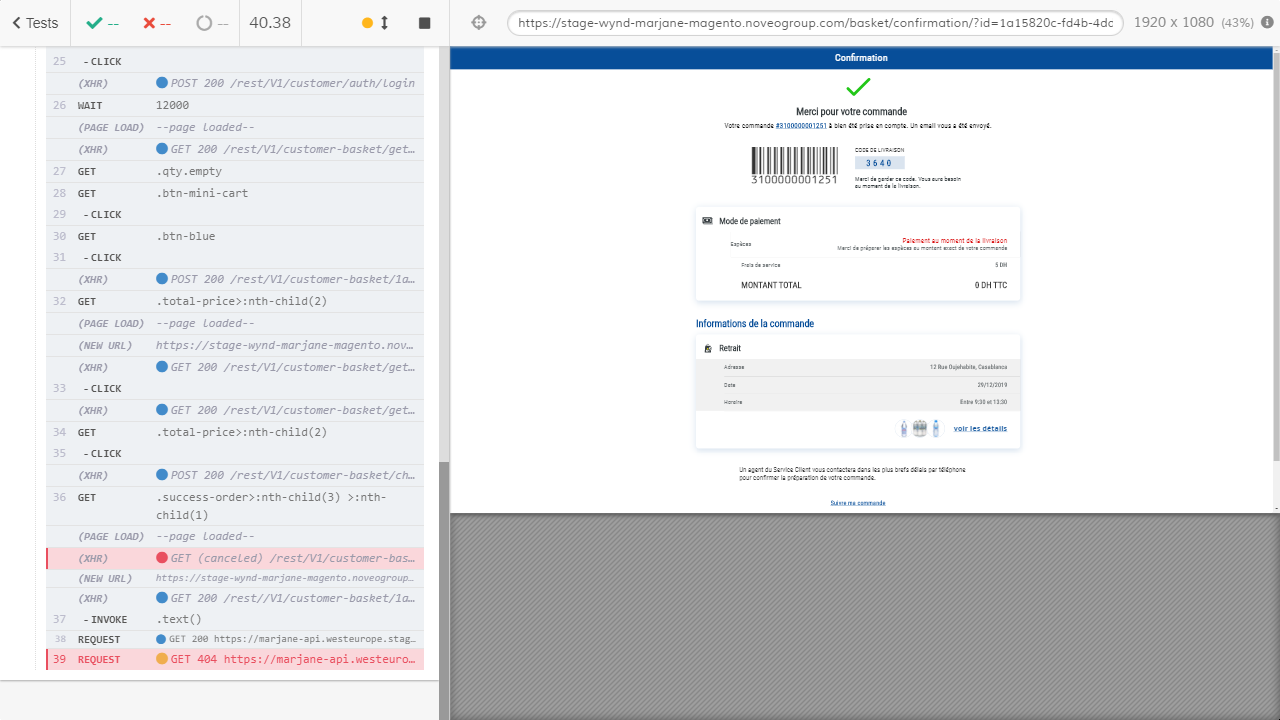 Tests -- -- -- 40.38
https://stage-wynd-marjane-magento.noveogroup.com/basket/confirmation/?id=1a15820c-fd4b-4dc
1920 x 1080 (43%)
25 - CLICK
(XHR) POST 200 /rest/V1/customer/auth/login
26 WAIT 12000
(PAGE LOAD) --page loaded--
(XHR) GET 200 /rest/V1/customer-basket/get…
27 GET .qty.empty
28 GET .button-cart
29 - CLICK
30 GET .btn-blue
31 - CLICK
(XHR) POST 200 /rest/V1/customer-basket/1a…
32 GET .total-price>:nth-child(2)
(PAGE LOAD) --page loaded--
(NEW URL) https://stage-wynd-marjane-magento.nov…
(XHR) GET 200 /rest/V1/customer-basket/get…
33 - CLICK
(XHR) GET 200 /rest/V1/customer-basket/get…
34 GET .total-price>:nth-child(2)
35 - CLICK
(XHR) POST 200 /rest/V1/customer-basket/ch…
36 GET .success-order>:nth-child(3) >:nth-
child(1)
(PAGE LOAD) --page loaded--
(XHR) GET (canceled) /rest/V1/customer-bas…
(NEW URL) https://stage-wynd-marjane-magento.noveogroup…
(XHR) GET 200 /rest//V1/customer-basket/1a…
37 - INVOKE .text()
38 REQUEST GET 200 https://marjane-api.westeurope.stag…
39 REQUEST GET 404 https://marjane-api.westeuro…
Confirmation
Merci pour votre commande
Votre commande #3100000001251 à bien été prise en compte. Un email vous a été envoyé.
3100000001251
CODE DE LIVRAISON
3640
Merci de garder ce code. Vous aura besoin
au moment de la livraison.
Mode de paiement
Espèces
Paiement au moment de la livraison
Merci de préparer les espèces au montant exact de votre commande
Frais de service 5 DH
MONTANT TOTAL 0 DH TTC
Informations de la commande
Retrait
Adresse 12 Rue Oujehabite, Casablanca
Date 29/12/2019
Horaire Entre 9:30 et 13:30
voir les détails
Un agent du Service Client vous contactera dans les plus brefs délais par téléphone
pour confirmer la préparation de votre commande.
Suivre ma commande